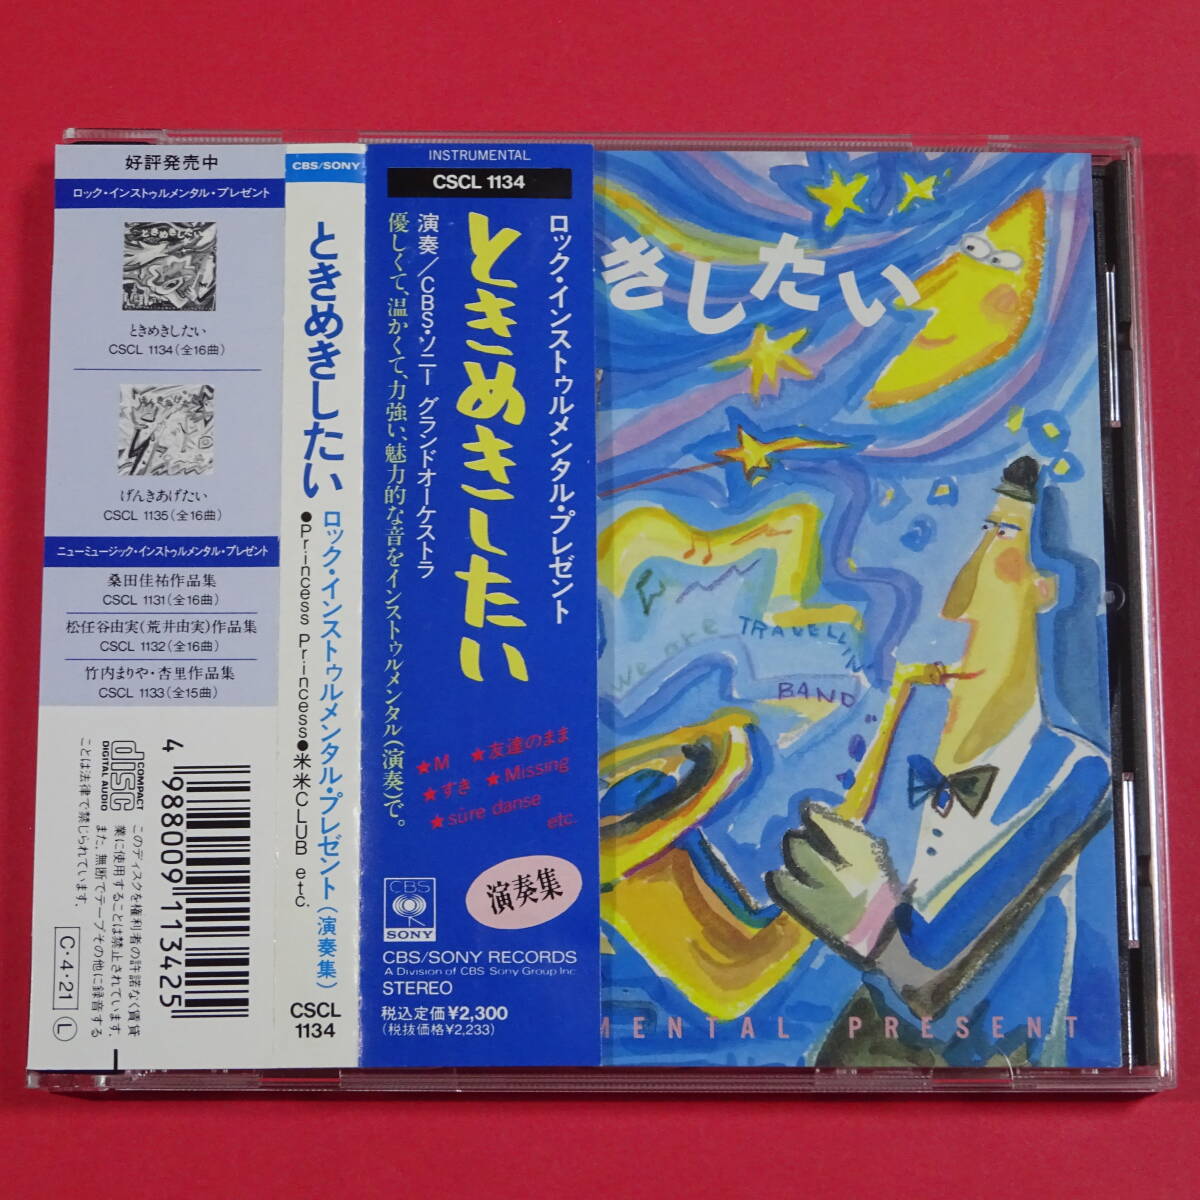 好評発売中
ロック・インストゥルメンタル・プレゼント
ときめきしたい
ときめきしたい
CSCL 1134(全16曲)
げんきあげたい
CSCL 1135(全16曲)
ニューミュージック・インストゥルメンタル・プレゼント
桑田佳祐作品集
CSCL 1131(全16曲)
松任谷由実(荒井由実)作品集
CSCL 1132(全16曲)
竹内まりや・杏里作品集
CSCL 1133(全15曲)
COMPACT
disc
DIGITAL AUDIO
このディスクを権利者の許諾なく賃貸
業に使用することは禁止されています。
また、無断でテープその他に録音する
ことは法律で禁じられています。
4 988009 113425
C・4・21
L
CBS/SONY
ときめきしたい
ロック・インストゥルメンタル・プレゼント(演奏集)
●Princess Princess●米米CLUB etc.
CSCL
1134
INSTRUMENTAL
CSCL 1134
ロック・インストゥルメンタル・プレゼント
ときめきしたい
演奏/CBS・ソニー グランドオーケストラ
優しくて、温かくて、力強い、魅力的な音をインストゥルメンタル(演奏)で。
★M ★友達のまま
★すき ★Missing
★sûre danse
etc.
演奏集
CBS
SONY
CBS/SONY RECORDS
A Division of CBS Sony Group Inc.
STEREO
税込定価¥2,300
(税抜価格¥2,233)
きしたい
We are TRAVELLIN'
BAND
MENTAL PRESENT